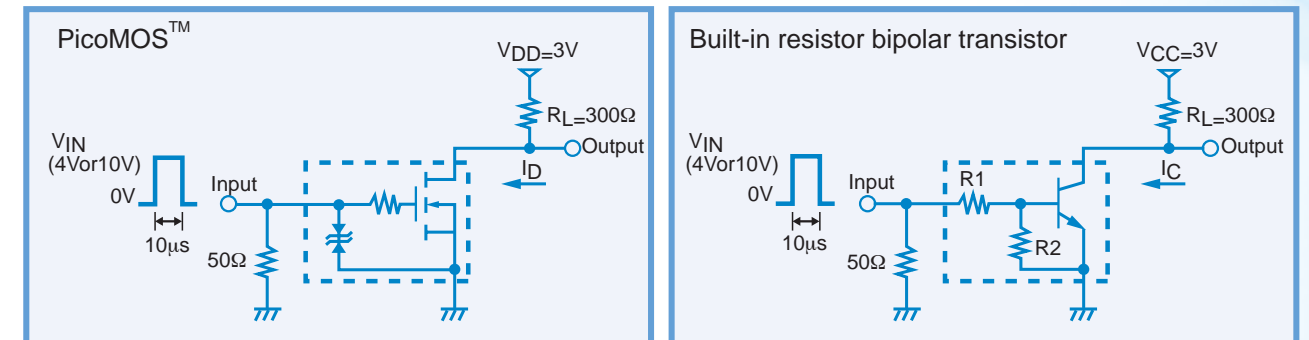 PicoMOS™
VDD=3V
RL=300Ω
Output
ID
VIN
(4Vor10V)
0V
10μs
Input
50Ω
Built-in resistor bipolar transistor
VCC=3V
RL=300Ω
Output
IC
VIN
(4Vor10V)
0V
10μs
Input
R1
R2
50Ω